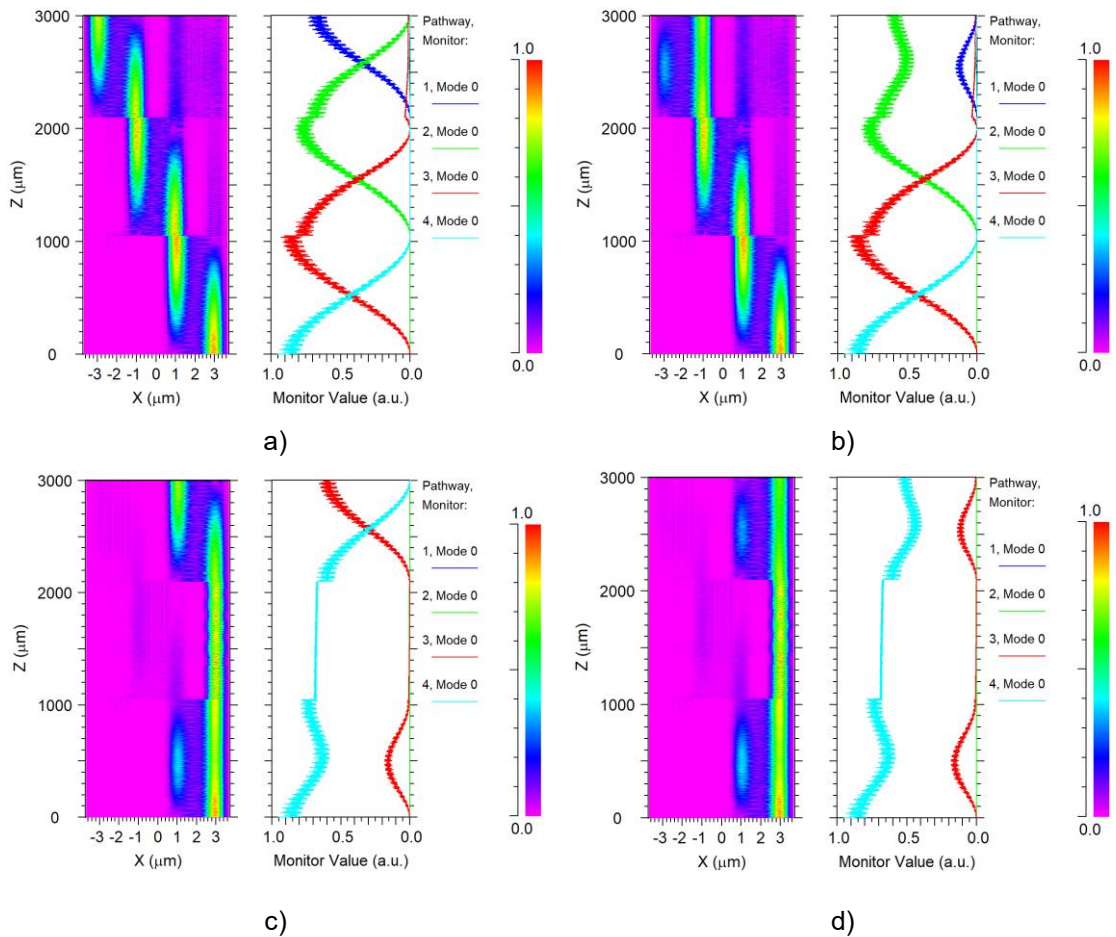 3000
2000
1000
0
Z (μm)
-3 -2 -1 0 1 2 3
X (μm)
1.0 0.5 0.0
Monitor Value (a.u.)
Pathway,
Monitor:
1, Mode 0
2, Mode 0
3, Mode 0
4, Mode 0
1.0
0.0
a)
3000
2000
1000
0
Z (μm)
-3 -2 -1 0 1 2 3
X (μm)
1.0 0.5 0.0
Monitor Value (a.u.)
Pathway,
Monitor:
1, Mode 0
2, Mode 0
3, Mode 0
4, Mode 0
1.0
0.0
b)
3000
2000
1000
0
Z (μm)
-3 -2 -1 0 1 2 3
X (μm)
1.0 0.5 0.0
Monitor Value (a.u.)
Pathway,
Monitor:
1, Mode 0
2, Mode 0
3, Mode 0
4, Mode 0
1.0
0.0
c)
3000
2000
1000
0
Z (μm)
-3 -2 -1 0 1 2 3
X (μm)
1.0 0.5 0.0
Monitor Value (a.u.)
Pathway,
Monitor:
1, Mode 0
2, Mode 0
3, Mode 0
4, Mode 0
1.0
0.0
d)